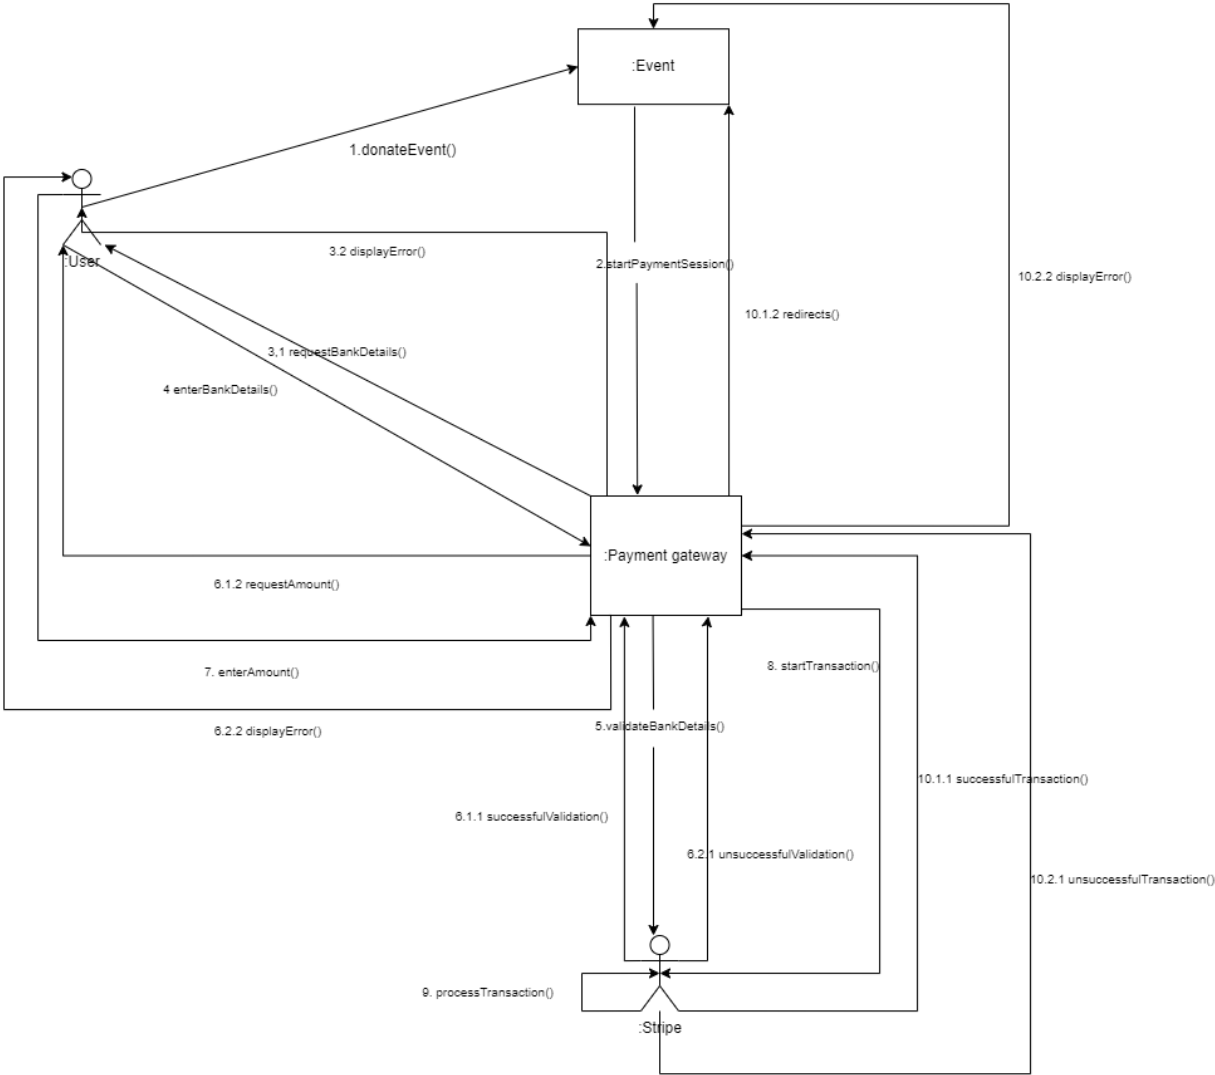 :Event
1.donateEvent()
:User
3.2 displayError()
2.startPaymentSession()
10.2.2 displayError()
10.1.2 redirects()
3,1 requestBankDetails()
4 enterBankDetails()
:Payment gateway
6.1.2 requestAmount()
7. enterAmount()
8. startTransaction()
6.2.2 displayError()
5.validateBankDetails()
10.1.1 successfulTransaction()
6.1.1 successfulValidation()
6.2.1 unsuccessfulValidation()
10.2.1 unsuccessfulTransaction()
9. processTransaction()
:Stripe